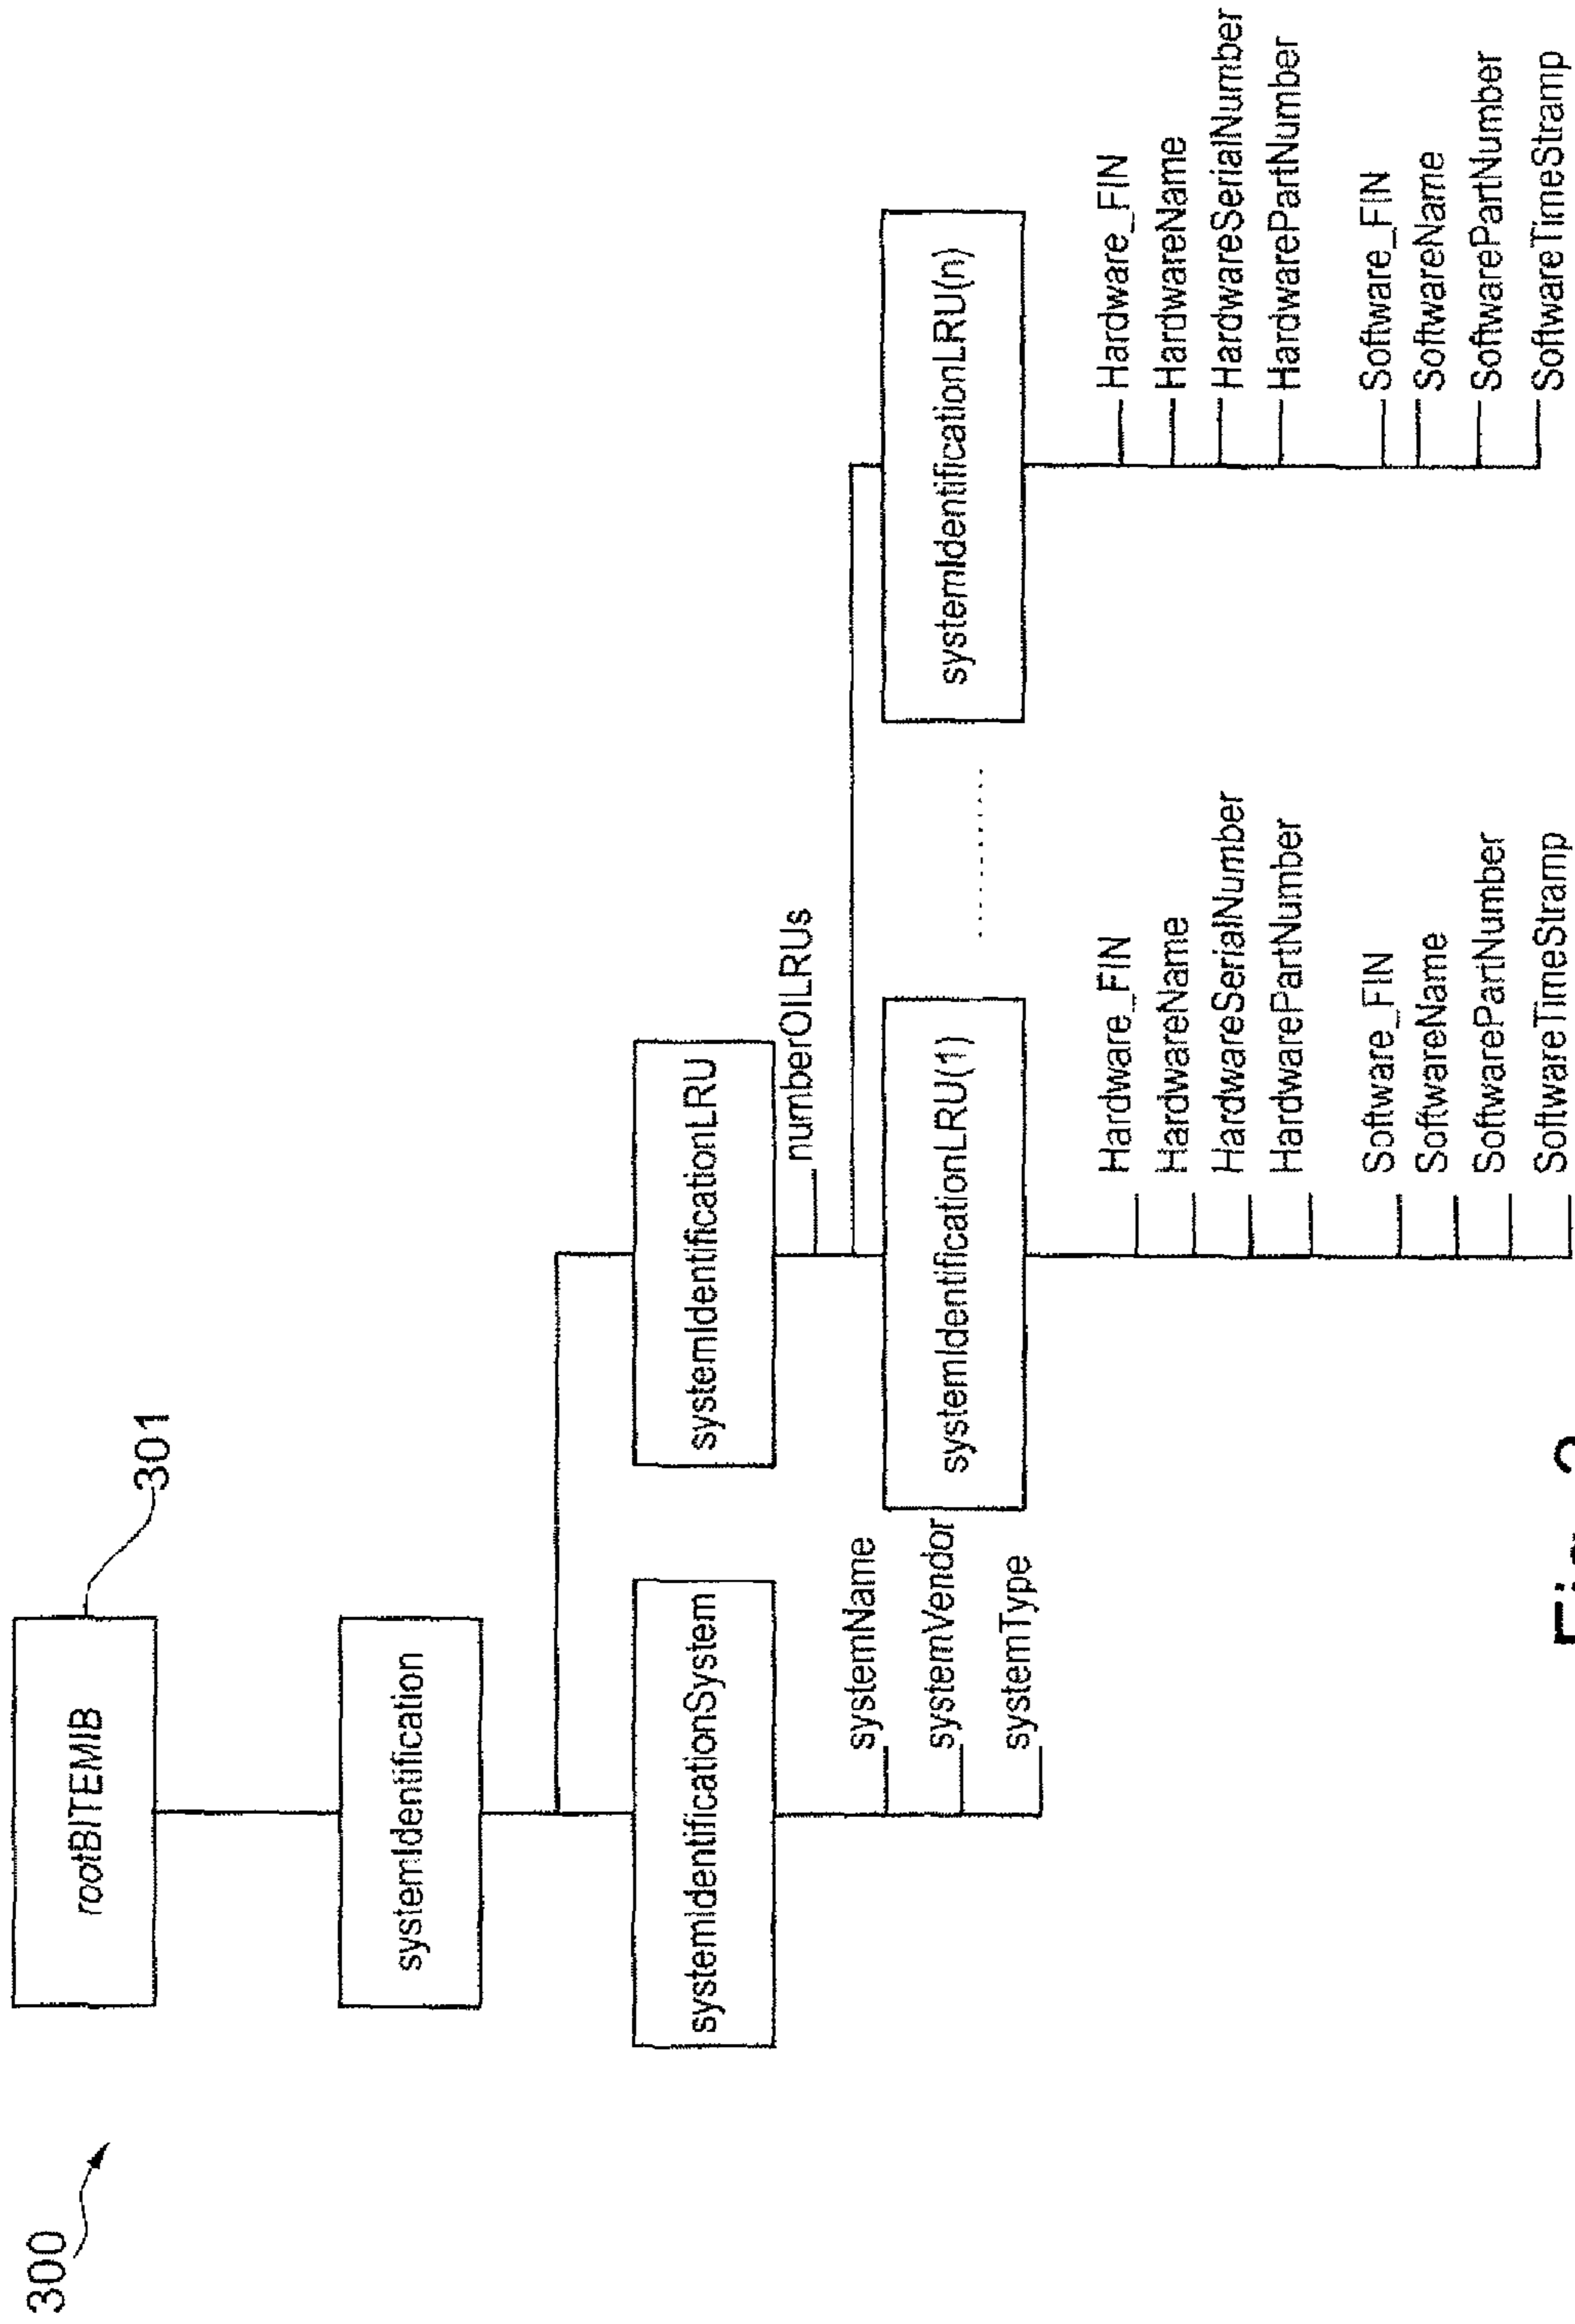 300
rootBITEMIB
301
systemIdentification
systemIdentificationSystem
systemName
systemVendor
systemType
systemIdentificationLRU
numberOILRUs
systemIdentificationLRU(1)
Hardware_FIN
HardwareName
HardwareSerialNumber
HardwarePartNumber
Software_FIN
SoftwareName
SoftwarePartNumber
SoftwareTimeStramp
systemIdentificationLRU(n)
Hardware_FIN
HardwareName
HardwareSerialNumber
HardwarePartNumber
Software_FIN
SoftwareName
SoftwarePartNumber
SoftwareTimeStramp